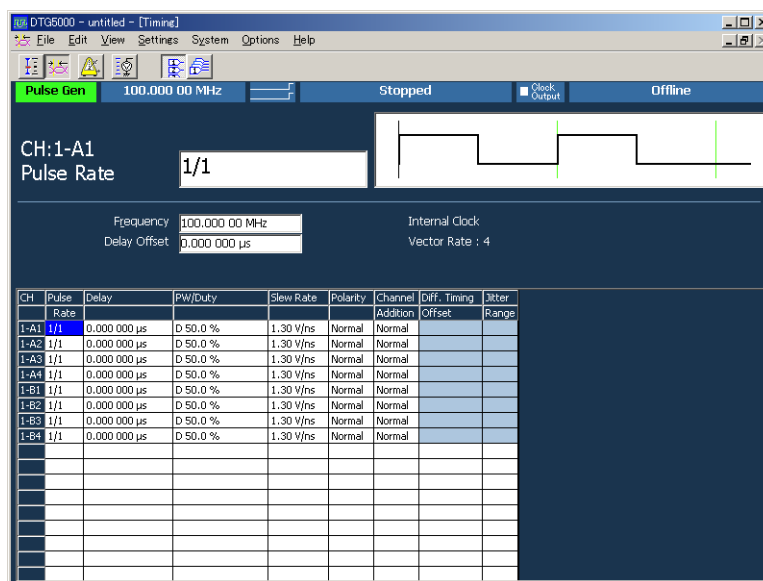 DTG5000 - untitled - [Timing]
File Edit View Settings System Options Help
Pulse Gen 100.000 00 MHz Stopped Clock Output Offline
CH:1-A1
Pulse Rate 1/1
Frequency 100.000 00 MHz Internal Clock
Delay Offset 0.000 000 µs Vector Rate : 4
CH Pulse Delay PW/Duty Slew Rate Polarity Channel Diff. Timing Jitter
Rate Addition Offset Range
1-A1 1/1 0.000 000 µs D 50.0 % 1.30 V/ns Normal Normal
1-A2 1/1 0.000 000 µs D 50.0 % 1.30 V/ns Normal Normal
1-A3 1/1 0.000 000 µs D 50.0 % 1.30 V/ns Normal Normal
1-A4 1/1 0.000 000 µs D 50.0 % 1.30 V/ns Normal Normal
1-B1 1/1 0.000 000 µs D 50.0 % 1.30 V/ns Normal Normal
1-B2 1/1 0.000 000 µs D 50.0 % 1.30 V/ns Normal Normal
1-B3 1/1 0.000 000 µs D 50.0 % 1.30 V/ns Normal Normal
1-B4 1/1 0.000 000 µs D 50.0 % 1.30 V/ns Normal Normal